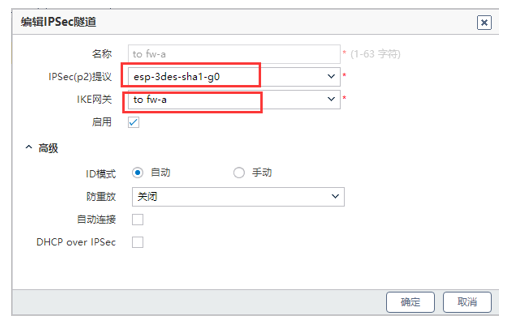 编辑IPSec隧道
名称 to fw-a * (1-63 字符)
IPSec(p2)提议 esp-3des-sha1-g0 *
IKE网关 to fw-a *
启用
高级
ID模式 自动 手动
防重放 关闭
自动连接
DHCP over IPSec
确定 取消